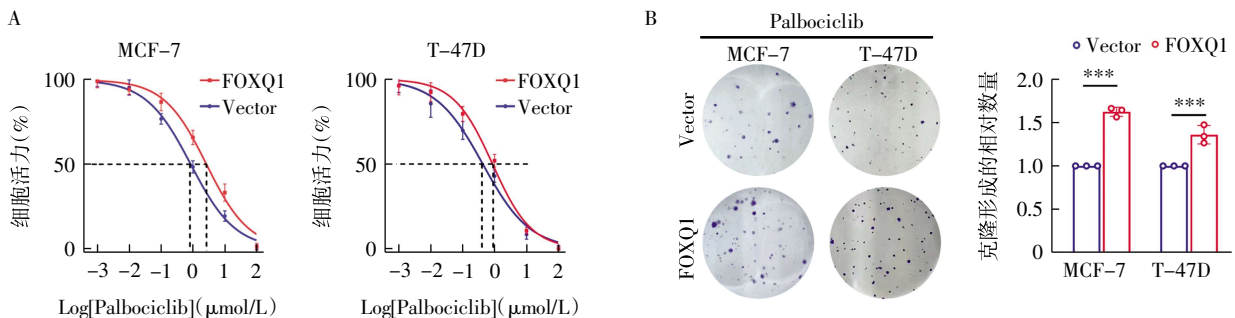 A
MCF-7
100
50
0
细胞活力(%)
FOXQ1
Vector
-3 -2 -1 0 1 2
Log[Palbociclib](μmol/L)
T-47D
100
50
0
细胞活力(%)
FOXQ1
Vector
-3 -2 -1 0 1 2
Log[Palbociclib](μmol/L)
B
Palbociclib
MCF-7 T-47D
Vector
FOXQ1
Vector FOXQ1
克隆形成的相对数量
2.0
1.5
1.0
0.5
0
*** ***
MCF-7 T-47D